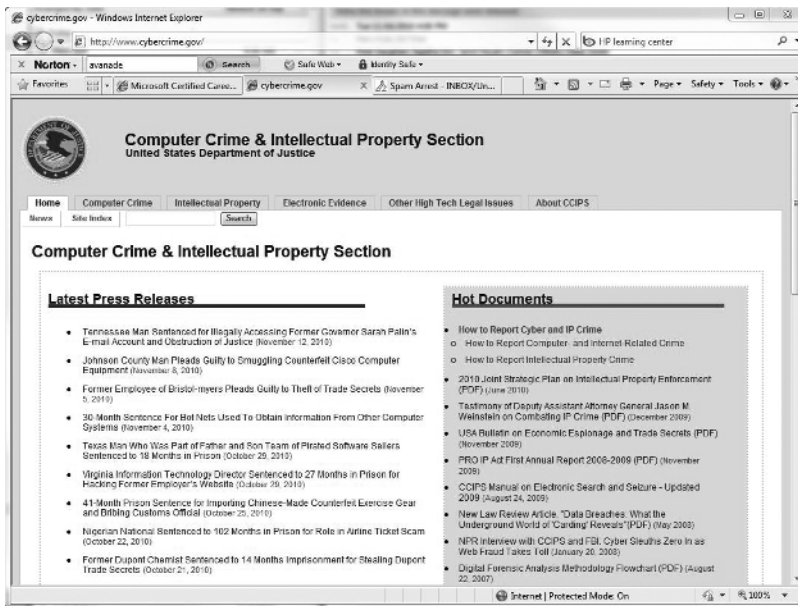 cybercrime.gov - Windows Internet Explorer
http://www.cybercrime.gov/
HP learning center
Norton
avanade
Search
Safe Web
Identity Safe
Favorites
Microsoft Certified Caree...
cybercrime.gov
Spam Arrest - INBOX/Un...
Page
Safety
Tools
Computer Crime & Intellectual Property Section
United States Department of Justice
Home
Computer Crime
Intellectual Property
Electronic Evidence
Other High Tech Legal Issues
About CCIPS
News
Site Index
Search
Computer Crime & Intellectual Property Section
Latest Press Releases
Tennessee Man Sentenced for Illegally Accessing Former Governor Sarah Palin's
E-mail Account and Obstruction of Justice (November 12, 2010)
Johnson County Man Pleads Guilty to Smuggling Counterfeit Cisco Computer
Equipment (November 8, 2010)
Former Employee of Bristol-myers Pleads Guilty to Theft of Trade Secrets (November
5, 2010)
30-Month Sentence For Bot Nets Used To Obtain Information From Other Computer
Systems (November 4, 2010)
Texas Man Who Was Part of Father and Son Team of Pirated Software Sellers
Sentenced to 18 Months in Prison (October 29, 2010)
Virginia Information Technology Director Sentenced to 27 Months in Prison for
Hacking Former Employer's Website (October 29, 2010)
41-Month Prison Sentence for Importing Chinese-Made Counterfeit Exercise Gear
and Bribing Customs Official (October 25, 2010)
Nigerian National Sentenced to 102 Months in Prison for Role in Airline Ticket Scam
(October 22, 2010)
Former Dupont Chemist Sentenced to 14 Months Imprisonment for Stealing Dupont
Trade Secrets (October 21, 2010)
Hot Documents
How to Report Cyber and IP Crime
How to Report Computer- and Internet-Related Crime
How to Report Intellectual Property Crime
2010 Joint Strategic Plan on Intellectual Property Enforcement
(PDF) (June 2010)
Testimony of Deputy Assistant Attorney General Jason M.
Weinstein on Combating IP Crime (PDF) (December 2009)
USA Bulletin on Economic Espionage and Trade Secrets (PDF)
(November 2009)
PRO IP Act First Annual Report 2008-2009 (PDF) (November
2009)
CCIPS Manual on Electronic Search and Seizure - Updated
2009 (August 24, 2009)
New Law Review Article, "Data Breaches: What the
Underground World of 'Carding' Reveals"(PDF) (May 2008)
NPR Interview with CCIPS and FBI: Cyber Sleuths Zero In as
Web Fraud Takes Toll (January 20, 2008)
Digital Forensic Analysis Methodology Flowchart (PDF) (August
22, 2007)
Internet | Protected Mode: On
100%